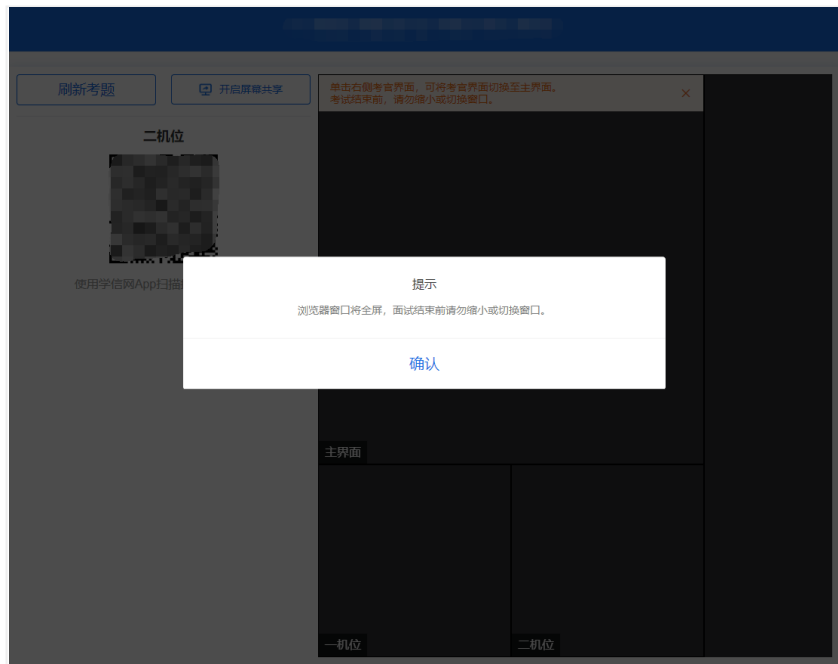 刷新考题
开启屏幕共享
单击右侧考官界面，可将考官界面切换至主界面。
考试结束前，请勿缩小或切换窗口。
二机位
使用学信网App扫描
提示
浏览器窗口将全屏，面试结束前请勿缩小或切换窗口。
确认
主界面
一机位
二机位